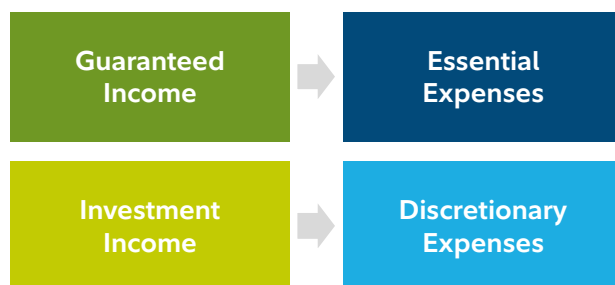 Guaranteed
Income
Essential
Expenses
Investment
Income
Discretionary
Expenses